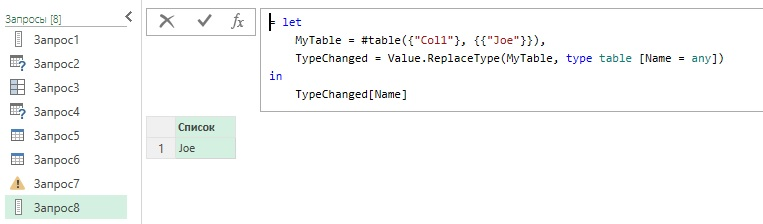 Запросы [8]
Запрос1
Запрос2
Запрос3
Запрос4
Запрос5
Запрос6
Запрос7
Запрос8
fx
= let
MyTable = #table({"Col1"}, {{"Joe"}}),
TypeChanged = Value.ReplaceType(MyTable, type table [Name = any])
in
TypeChanged[Name]
Список
1 Joe